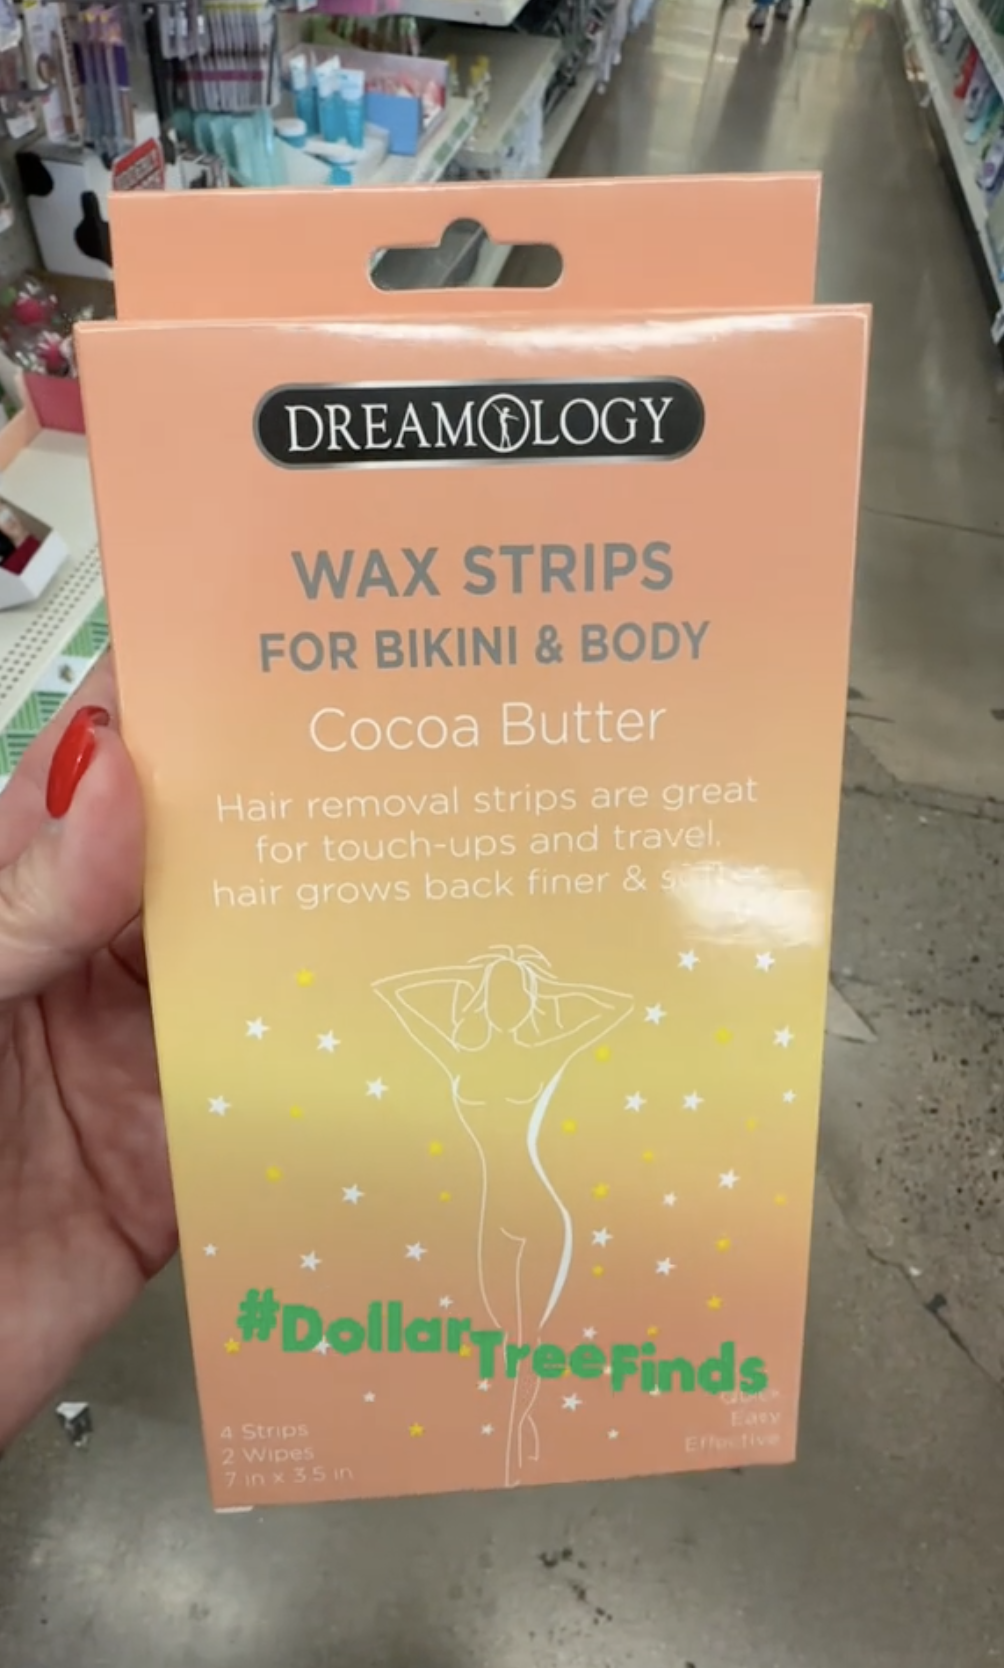 DREAMOLOGY
WAX STRIPS
FOR BIKINI & BODY
Cocoa Butter
Hair removal strips are great
for touch-ups and travel.
hair grows back finer &
#DollarTreeFinds
4 Strips
2 Wipes
7 in x 3.5 in
Easy
Effective